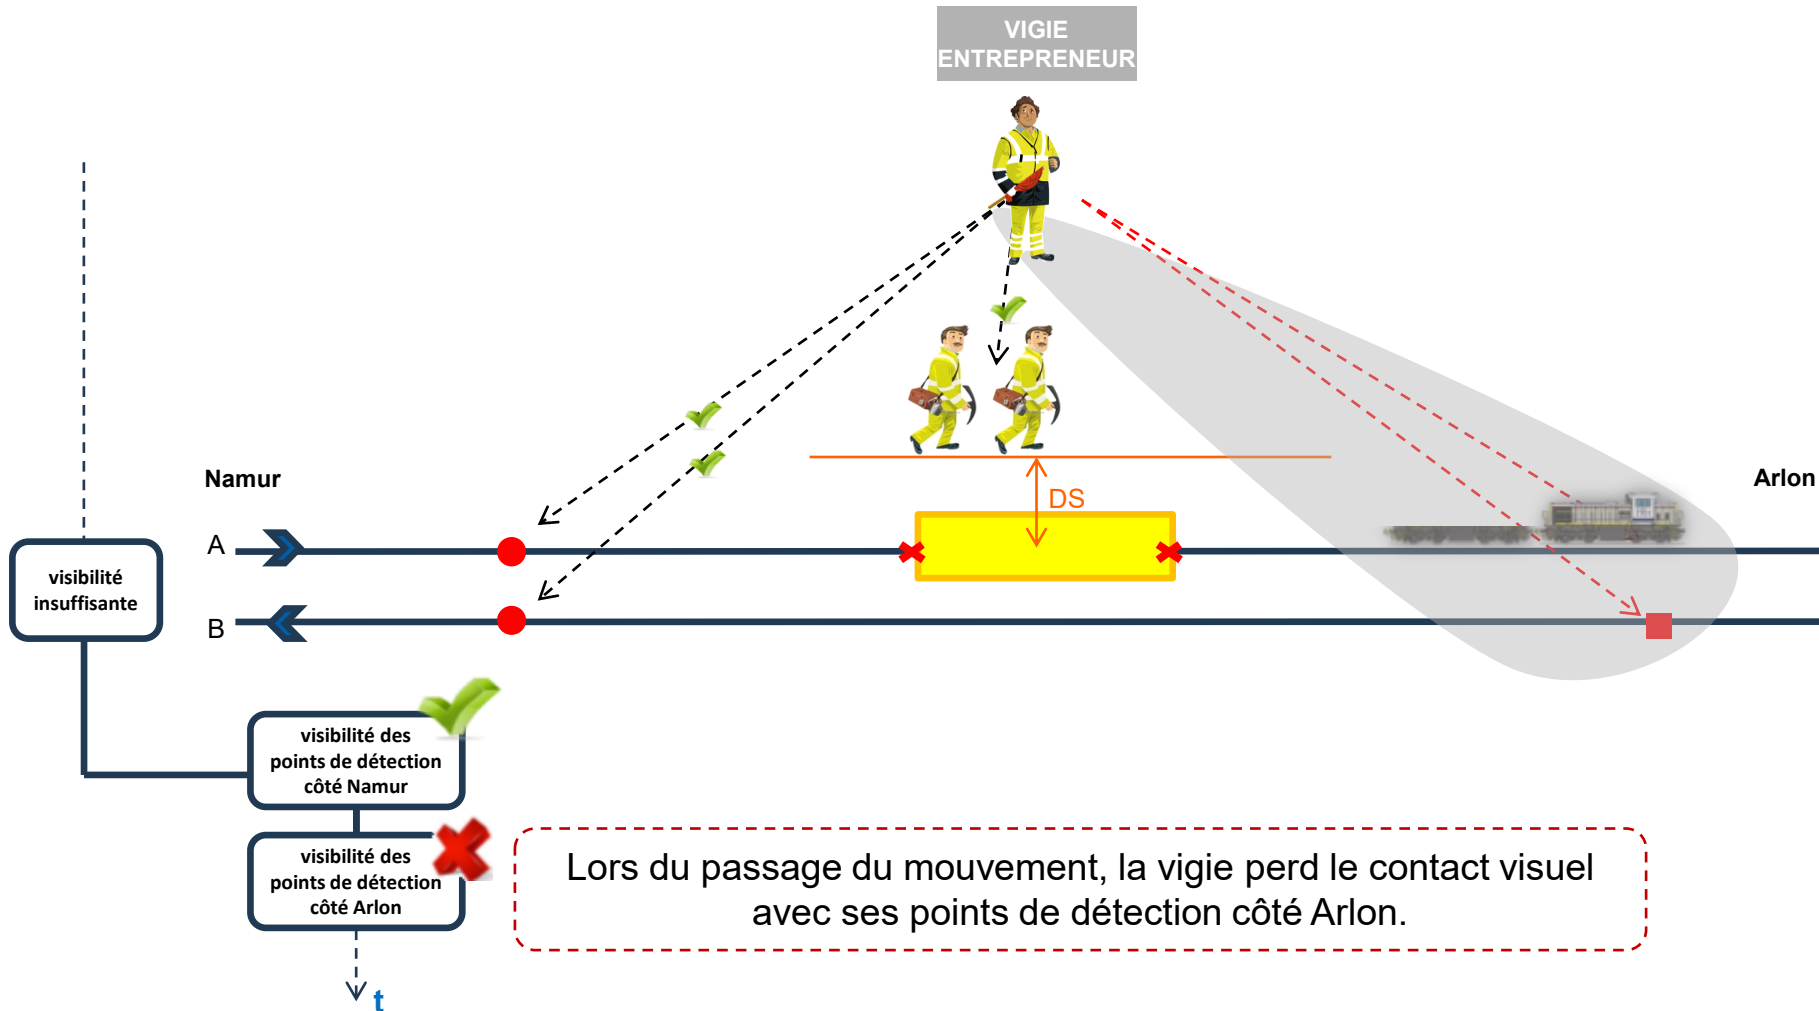 VIGIE
ENTREPRENEUR
Namur
Arlon
DS
A
B
visibilité
insuffisante
visibilité des
points de détection
côté Namur
visibilité des
points de détection
côté Arlon
Lors du passage du mouvement, la vigie perd le contact visuel
avec ses points de détection côté Arlon.
t